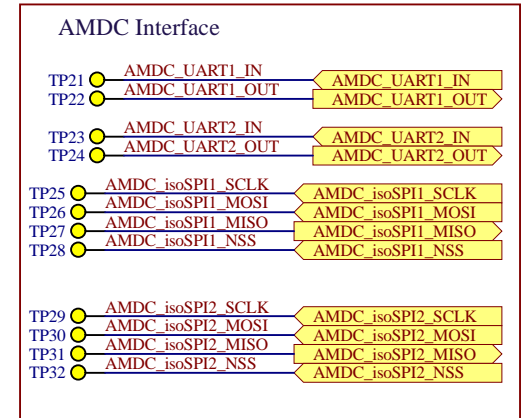 AMDC Interface
TP21 AMDC_UART1_IN AMDC_UART1_IN
TP22 AMDC_UART1_OUT AMDC_UART1_OUT
TP23 AMDC_UART2_IN AMDC_UART2_IN
TP24 AMDC_UART2_OUT AMDC_UART2_OUT
TP25 AMDC_isoSPI1_SCLK AMDC_isoSPI1_SCLK
TP26 AMDC_isoSPI1_MOSI AMDC_isoSPI1_MOSI
TP27 AMDC_isoSPI1_MISO AMDC_isoSPI1_MISO
TP28 AMDC_isoSPI1_NSS AMDC_isoSPI1_NSS
TP29 AMDC_isoSPI2_SCLK AMDC_isoSPI2_SCLK
TP30 AMDC_isoSPI2_MOSI AMDC_isoSPI2_MOSI
TP31 AMDC_isoSPI2_MISO AMDC_isoSPI2_MISO
TP32 AMDC_isoSPI2_NSS AMDC_isoSPI2_NSS